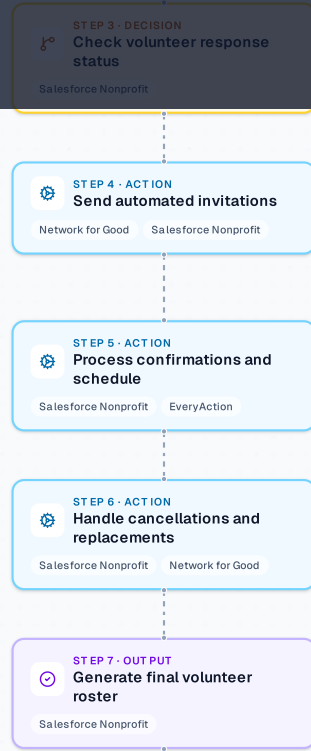 STEP 3 · DECISION
Check volunteer response
status
Salesforce Nonprofit
STEP 4 · ACTION
Send automated invitations
Network for Good Salesforce Nonprofit
STEP 5 · ACTION
Process confirmations and
schedule
Salesforce Nonprofit EveryAction
STEP 6 · ACTION
Handle cancellations and
replacements
Salesforce Nonprofit Network for Good
STEP 7 · OUTPUT
Generate final volunteer
roster
Salesforce Nonprofit